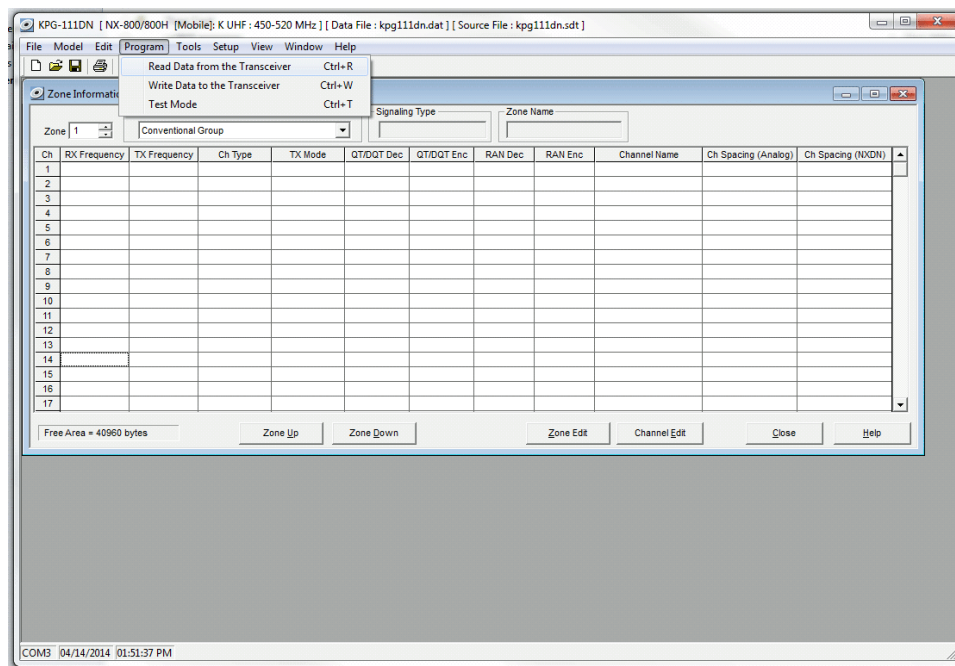 KPG-111DN [ NX-800/800H [Mobile]: K UHF : 450-520 MHz ] [ Data File : kpg111dn.dat ] [ Source File : kpg111dn.sdt ]
File Model Edit Program Tools Setup View Window Help
Read Data from the Transceiver Ctrl+R
Write Data to the Transceiver Ctrl+W
Test Mode Ctrl+T
Zone
Signaling Type Zone Name
Zone 1 Conventional Group
Ch RX Frequency TX Frequency Ch Type TX Mode QT/DQT Dec QT/DQT Enc RAN Dec RAN Enc Channel Name Ch Spacing (Analog) Ch Spacing (NXDN)
1
2
3
4
5
6
7
8
9
10
11
12
13
14
15
16
17
Free Area = 40960 bytes Zone Up Zone Down Zone Edit Channel Edit Close Help
COM3 04/14/2014 01:51:37 PM